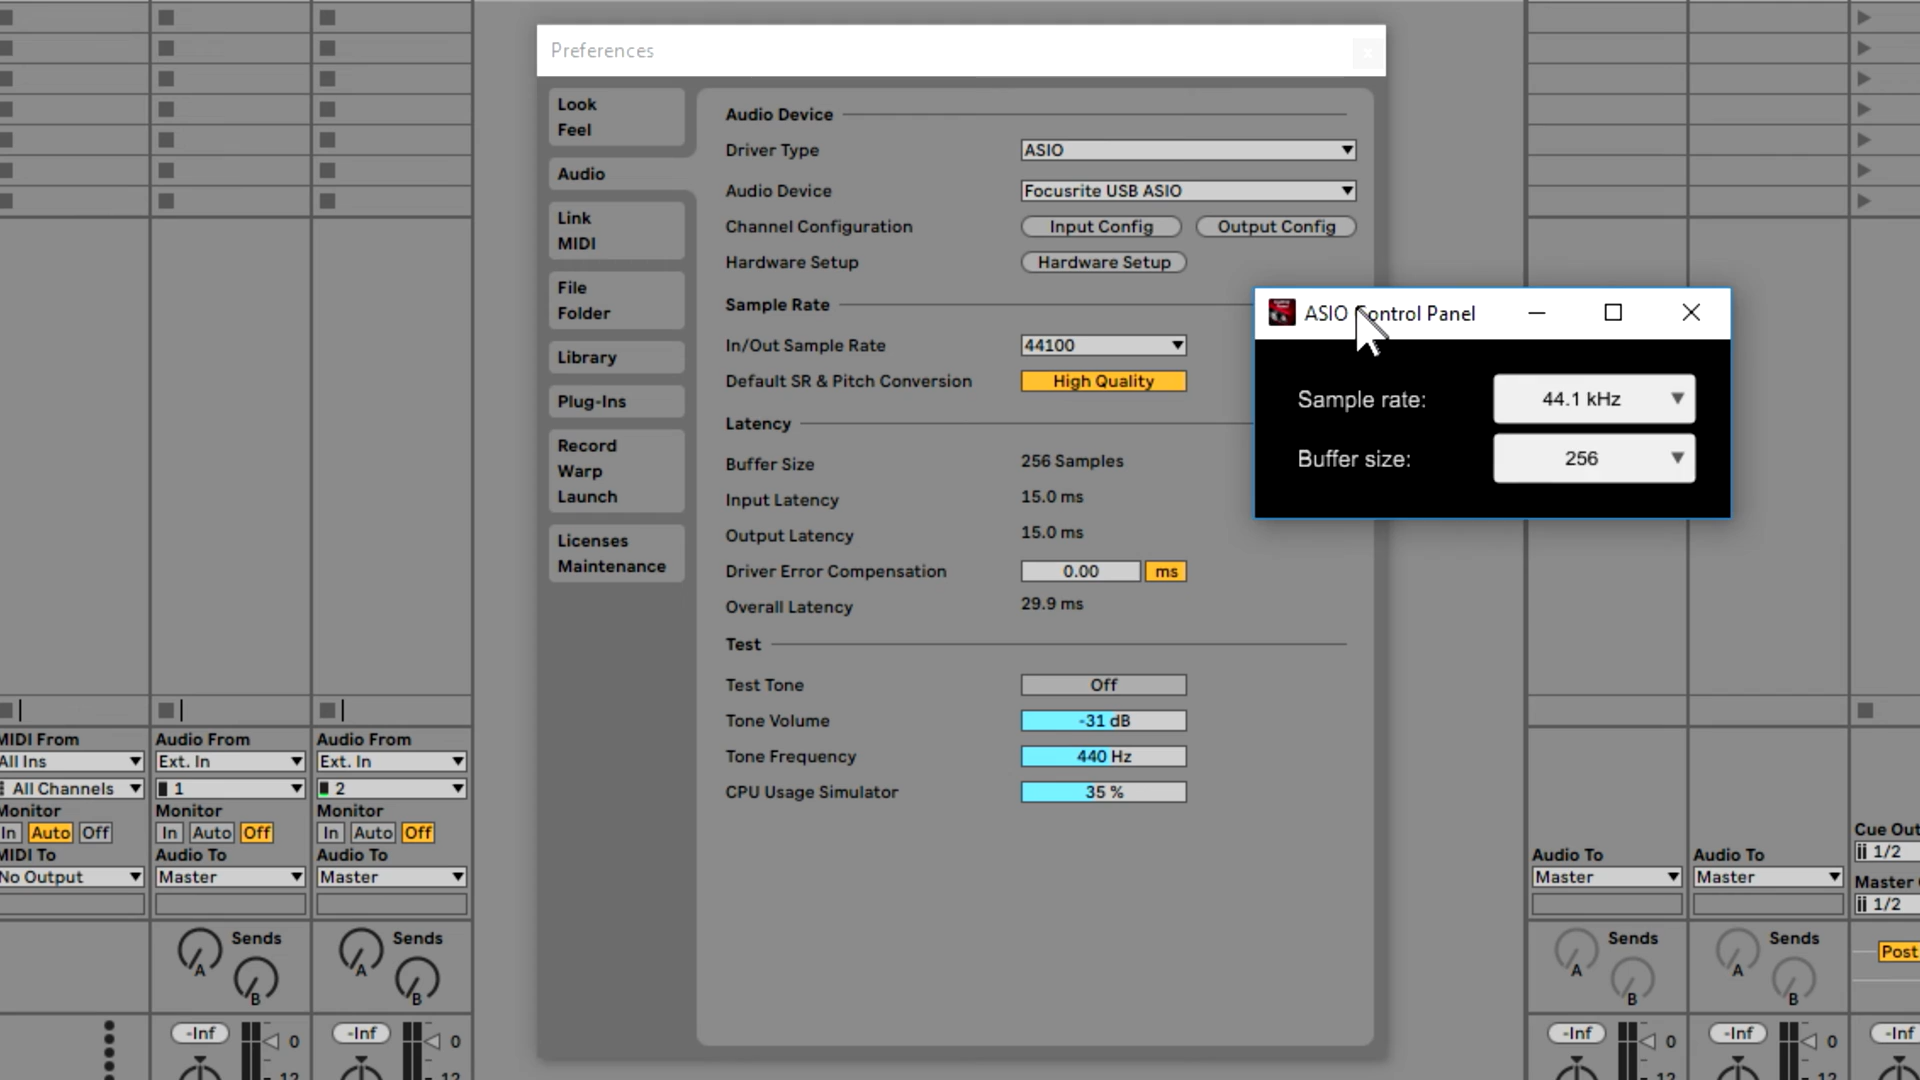 Preferences
Look
Feel
Audio
Link
MIDI
File
Folder
Library
Plug-Ins
Record
Warp
Launch
Licenses
Maintenance
Audio Device
Driver Type ASIO
Audio Device Focusrite USB ASIO
Channel Configuration Input Config Output Config
Hardware Setup Hardware Setup
Sample Rate
In/Out Sample Rate 44100
Default SR & Pitch Conversion High Quality
Latency
Buffer Size 256 Samples
Input Latency 15.0 ms
Output Latency 15.0 ms
Driver Error Compensation 0.00 ms
Overall Latency 29.9 ms
Test
Test Tone Off
Tone Volume -31 dB
Tone Frequency 440 Hz
CPU Usage Simulator 35 %
ASIO Control Panel
Sample rate: 44.1 kHz
Buffer size: 256
MIDI From
All Ins
All Channels
Monitor
In Auto Off
MIDI To
No Output
Audio From
Ext. In
1
Monitor
In Auto Off
Audio To
Master
Sends
A
B
-Inf
0
12
Audio From
Ext. In
2
Monitor
In Auto Off
Audio To
Master
Sends
A
B
-Inf
0
12
Audio To
Master
Sends
A
B
-Inf
0
12
Audio To
Master
Sends
A
B
-Inf
0
12
Cue Out
1/2
Master
1/2
Post
-Inf